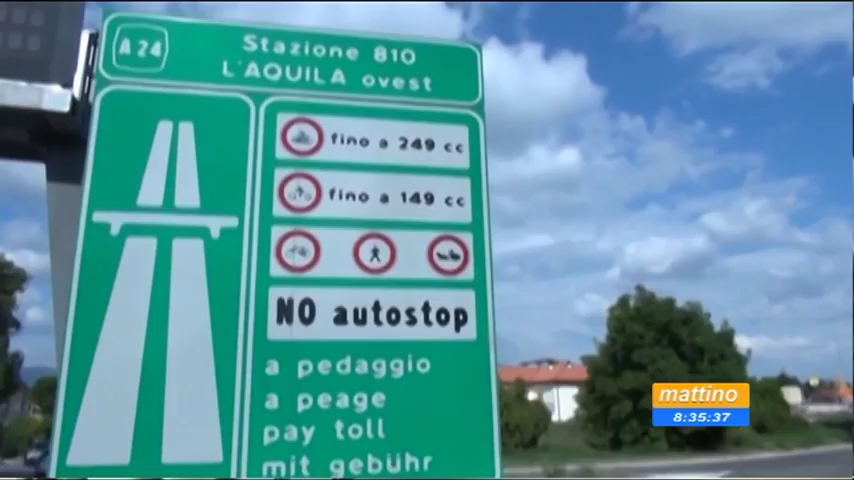 A 24
Stazione 810
L'AQUILA ovest
fino a 249 cc
fino a 149 cc
NO autostop
a pedaggio
a peage
pay toll
mit gebühr
mattino
8:35:37